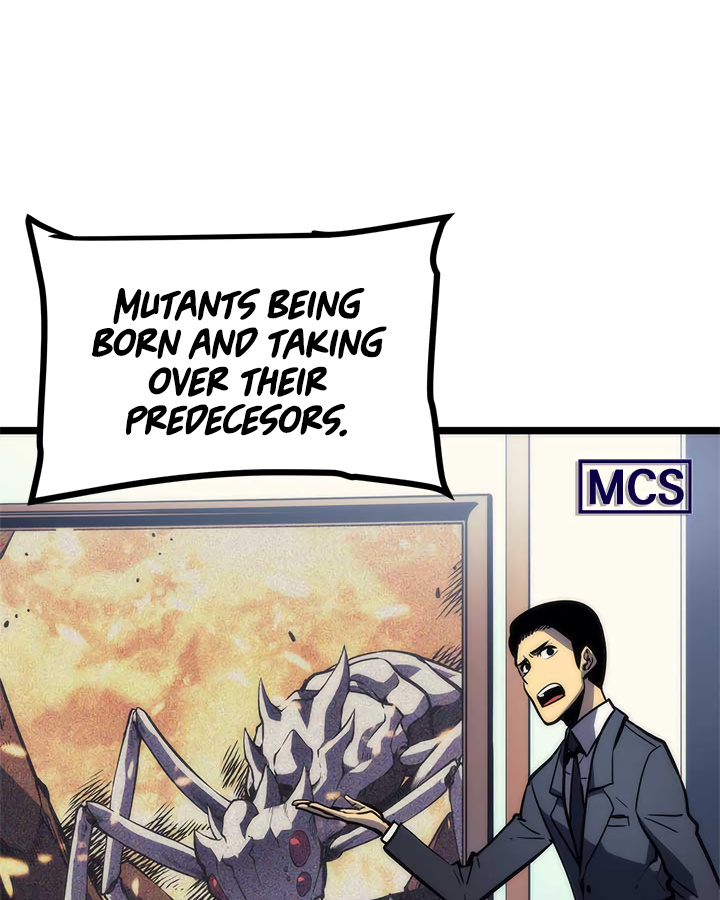 MUTANTS BEING
BORN AND TAKING
OVER THEIR
PREDECESORS.
MCS